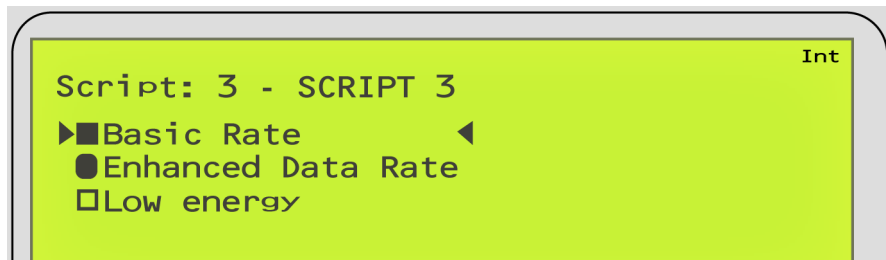 Int
Script: 3 - SCRIPT 3
Basic Rate
Enhanced Data Rate
Low energy